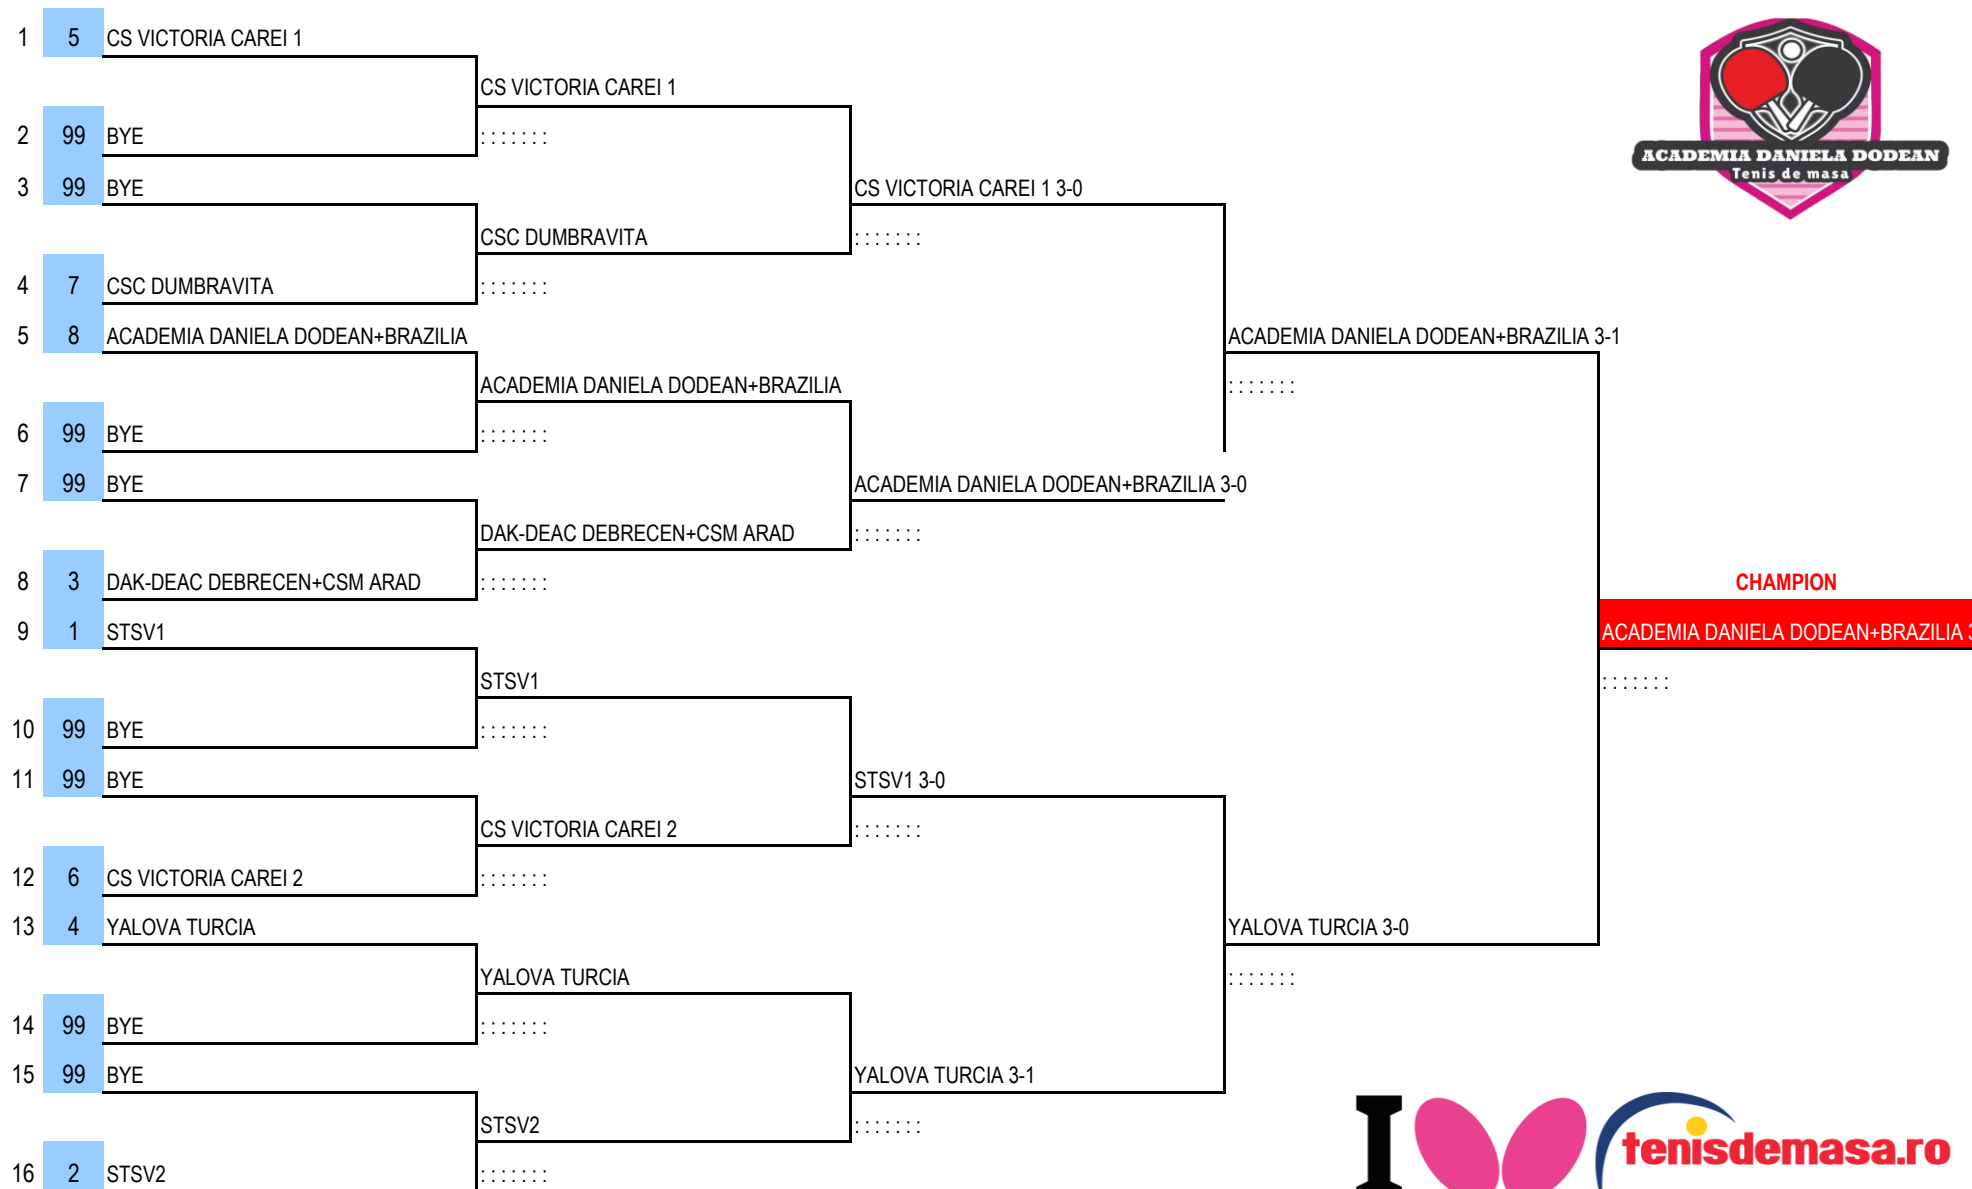 1 5 CS VICTORIA CAREI 1
CS VICTORIA CAREI 1
2 99 BYE
: : : : : : :
3 99 BYE
CS VICTORIA CAREI 1 3-0
CSC DUMBRAVITA
: : : : : : :
4 7 CSC DUMBRAVITA
: : : : : : :
5 8 ACADEMIA DANIELA DODEAN+BRAZILIA
ACADEMIA DANIELA DODEAN+BRAZILIA 3-1
ACADEMIA DANIELA DODEAN+BRAZILIA
: : : : : : :
6 99 BYE
: : : : : : :
7 99 BYE
ACADEMIA DANIELA DODEAN+BRAZILIA 3-0
DAK-DEAC DEBRECEN+CSM ARAD
: : : : : : :
8 3 DAK-DEAC DEBRECEN+CSM ARAD
: : : : : : :
CHAMPION
9 1 STSV1
ACADEMIA DANIELA DODEAN+BRAZILIA
STSV1
: : : : : : :
10 99 BYE
: : : : : : :
11 99 BYE
STSV1 3-0
CS VICTORIA CAREI 2
: : : : : : :
12 6 CS VICTORIA CAREI 2
: : : : : : :
13 4 YALOVA TURCIA
YALOVA TURCIA 3-0
YALOVA TURCIA
: : : : : : :
14 99 BYE
: : : : : : :
15 99 BYE
YALOVA TURCIA 3-1
STSV2
: : : : : : :
16 2 STSV2
: : : : : : :
ACADEMIA DANIELA DODEAN
Tenis de masa
I
tenisdemasa.ro